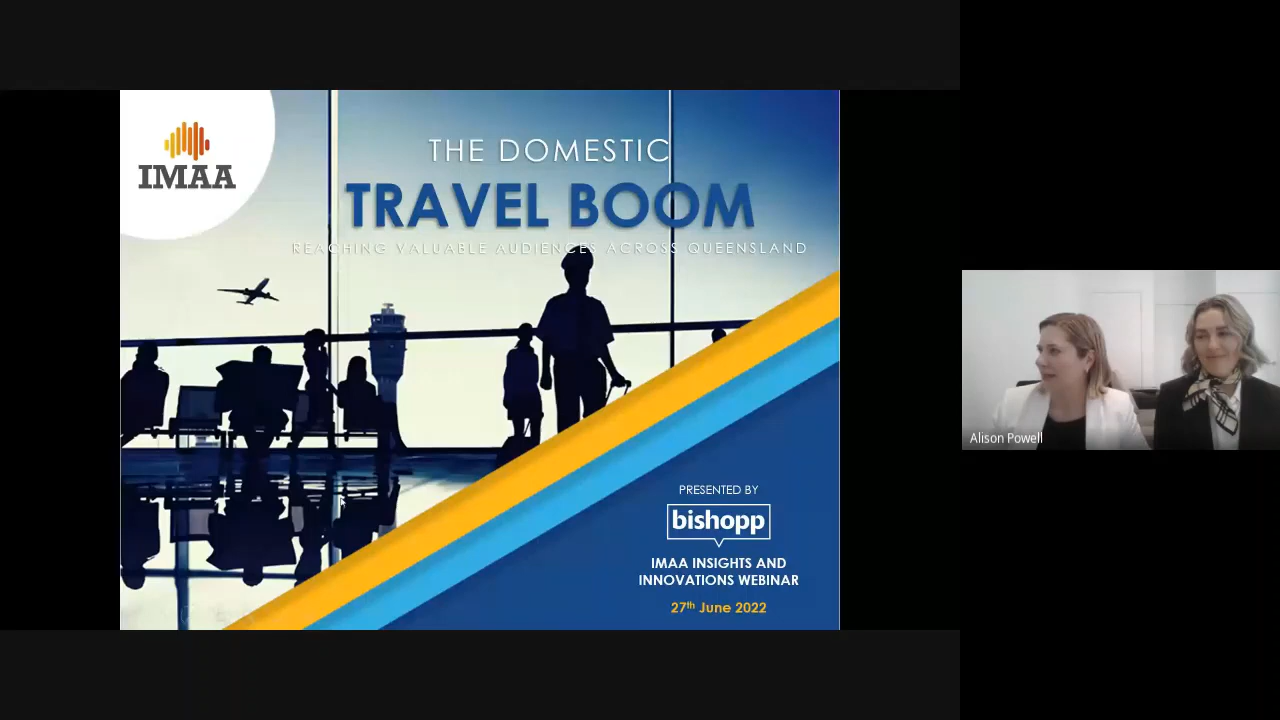 IMAA
THE DOMESTIC
TRAVEL BOOM
REACHING VALUABLE AUDIENCES ACROSS QUEENSLAND
PRESENTED BY
bishopp
IMAA INSIGHTS AND
INNOVATIONS WEBINAR
27th June 2022
Alison Powell